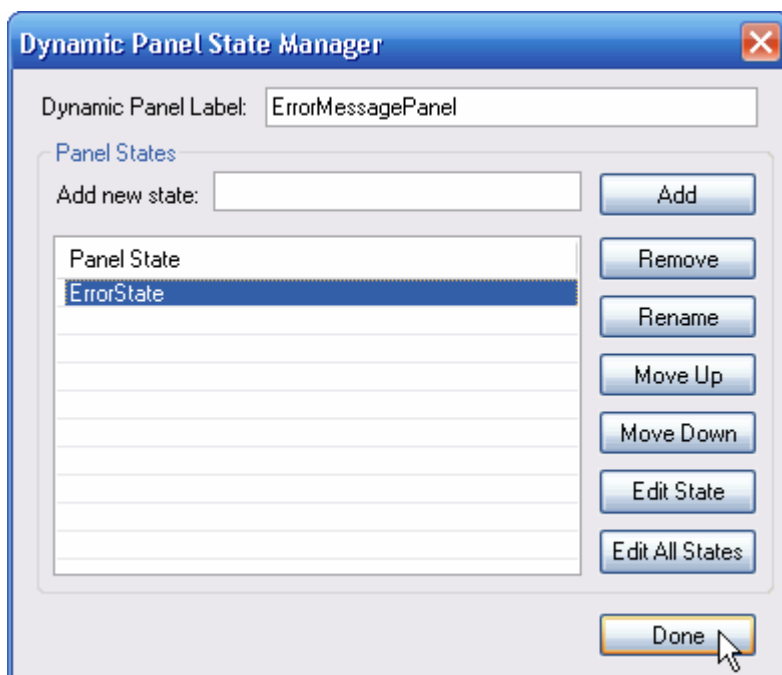 Dynamic Panel State Manager
Dynamic Panel Label: ErrorMessagePanel
Panel States
Add new state: Add
Panel State
ErrorState
Remove
Rename
Move Up
Move Down
Edit State
Edit All States
Done